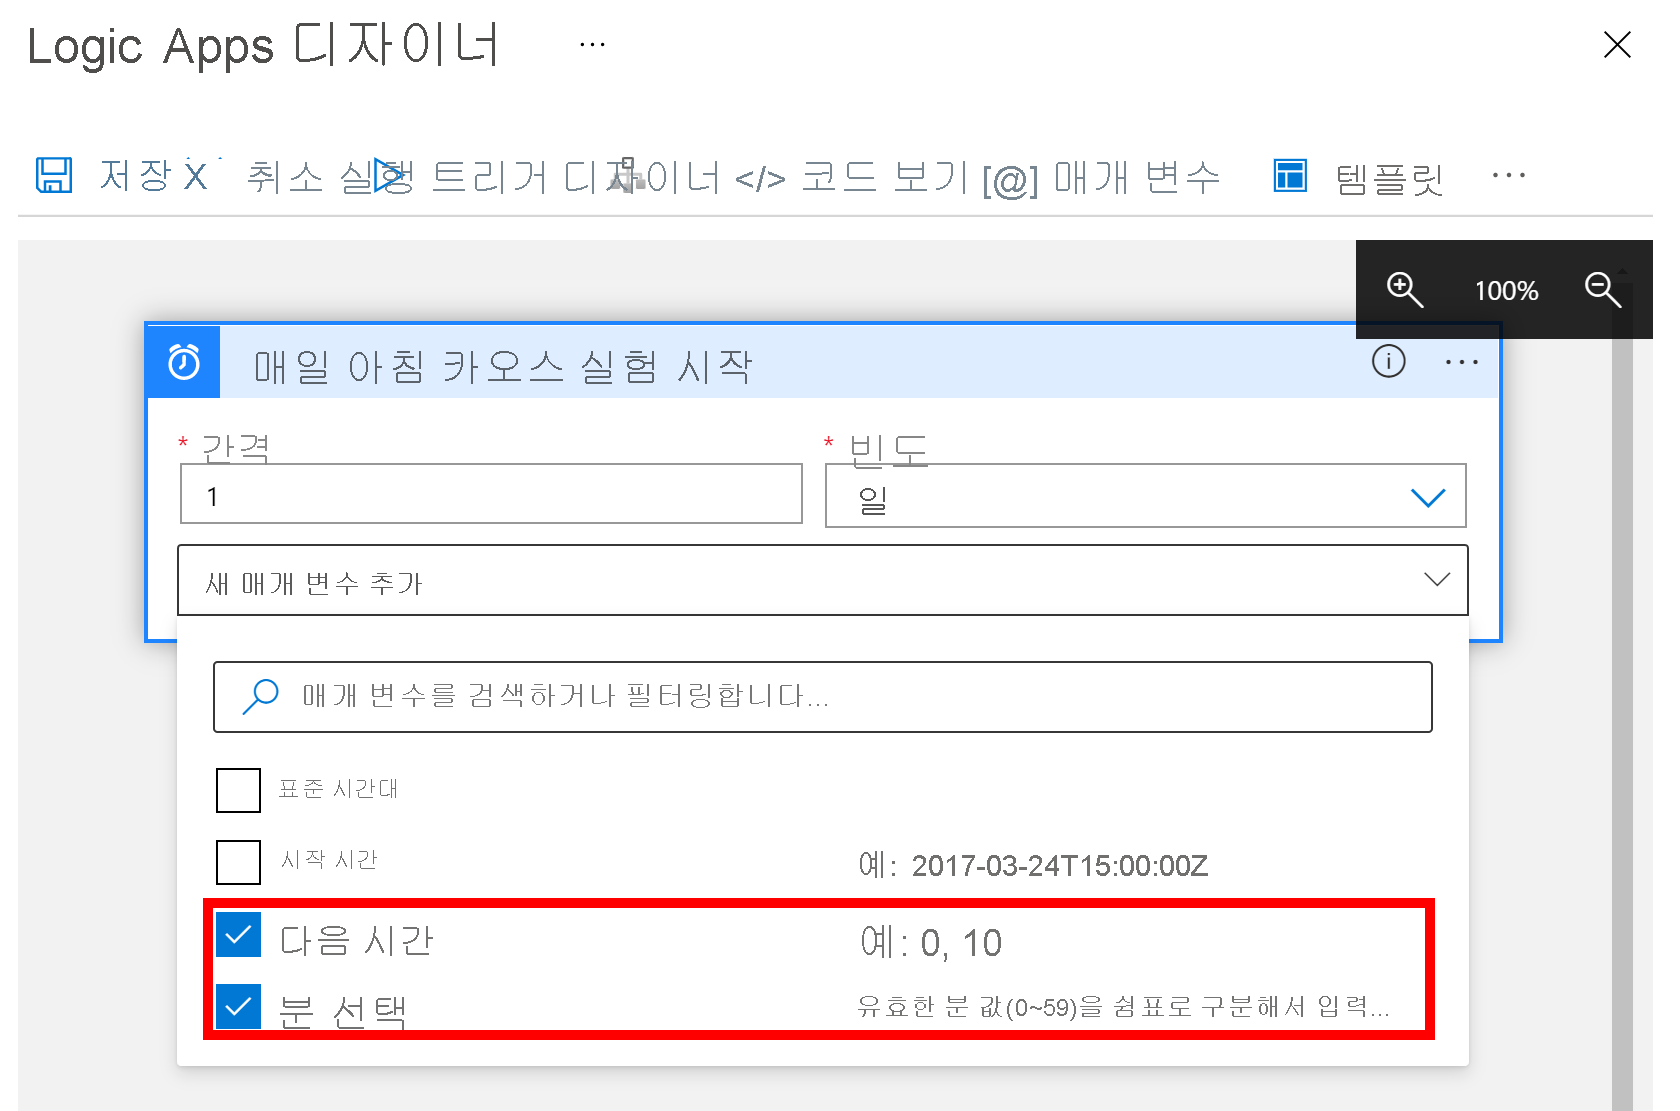 Logic Apps 디자이너 ...
저장 X 취소 실행 트리거 디자이너 </> 코드 보기 [@] 매개 변수 템플릿 ...
100%
매일 아침 카오스 실험 시작 ...
* 간격 * 빈도
1 일
새 매개 변수 추가
매개 변수를 검색하거나 필터링합니다...
표준 시간대
시작 시간 예: 2017-03-24T15:00:00Z
다음 시간 예: 0, 10
분 선택 유효한 분 값(0~59)을 쉼표로 구분해서 입력...